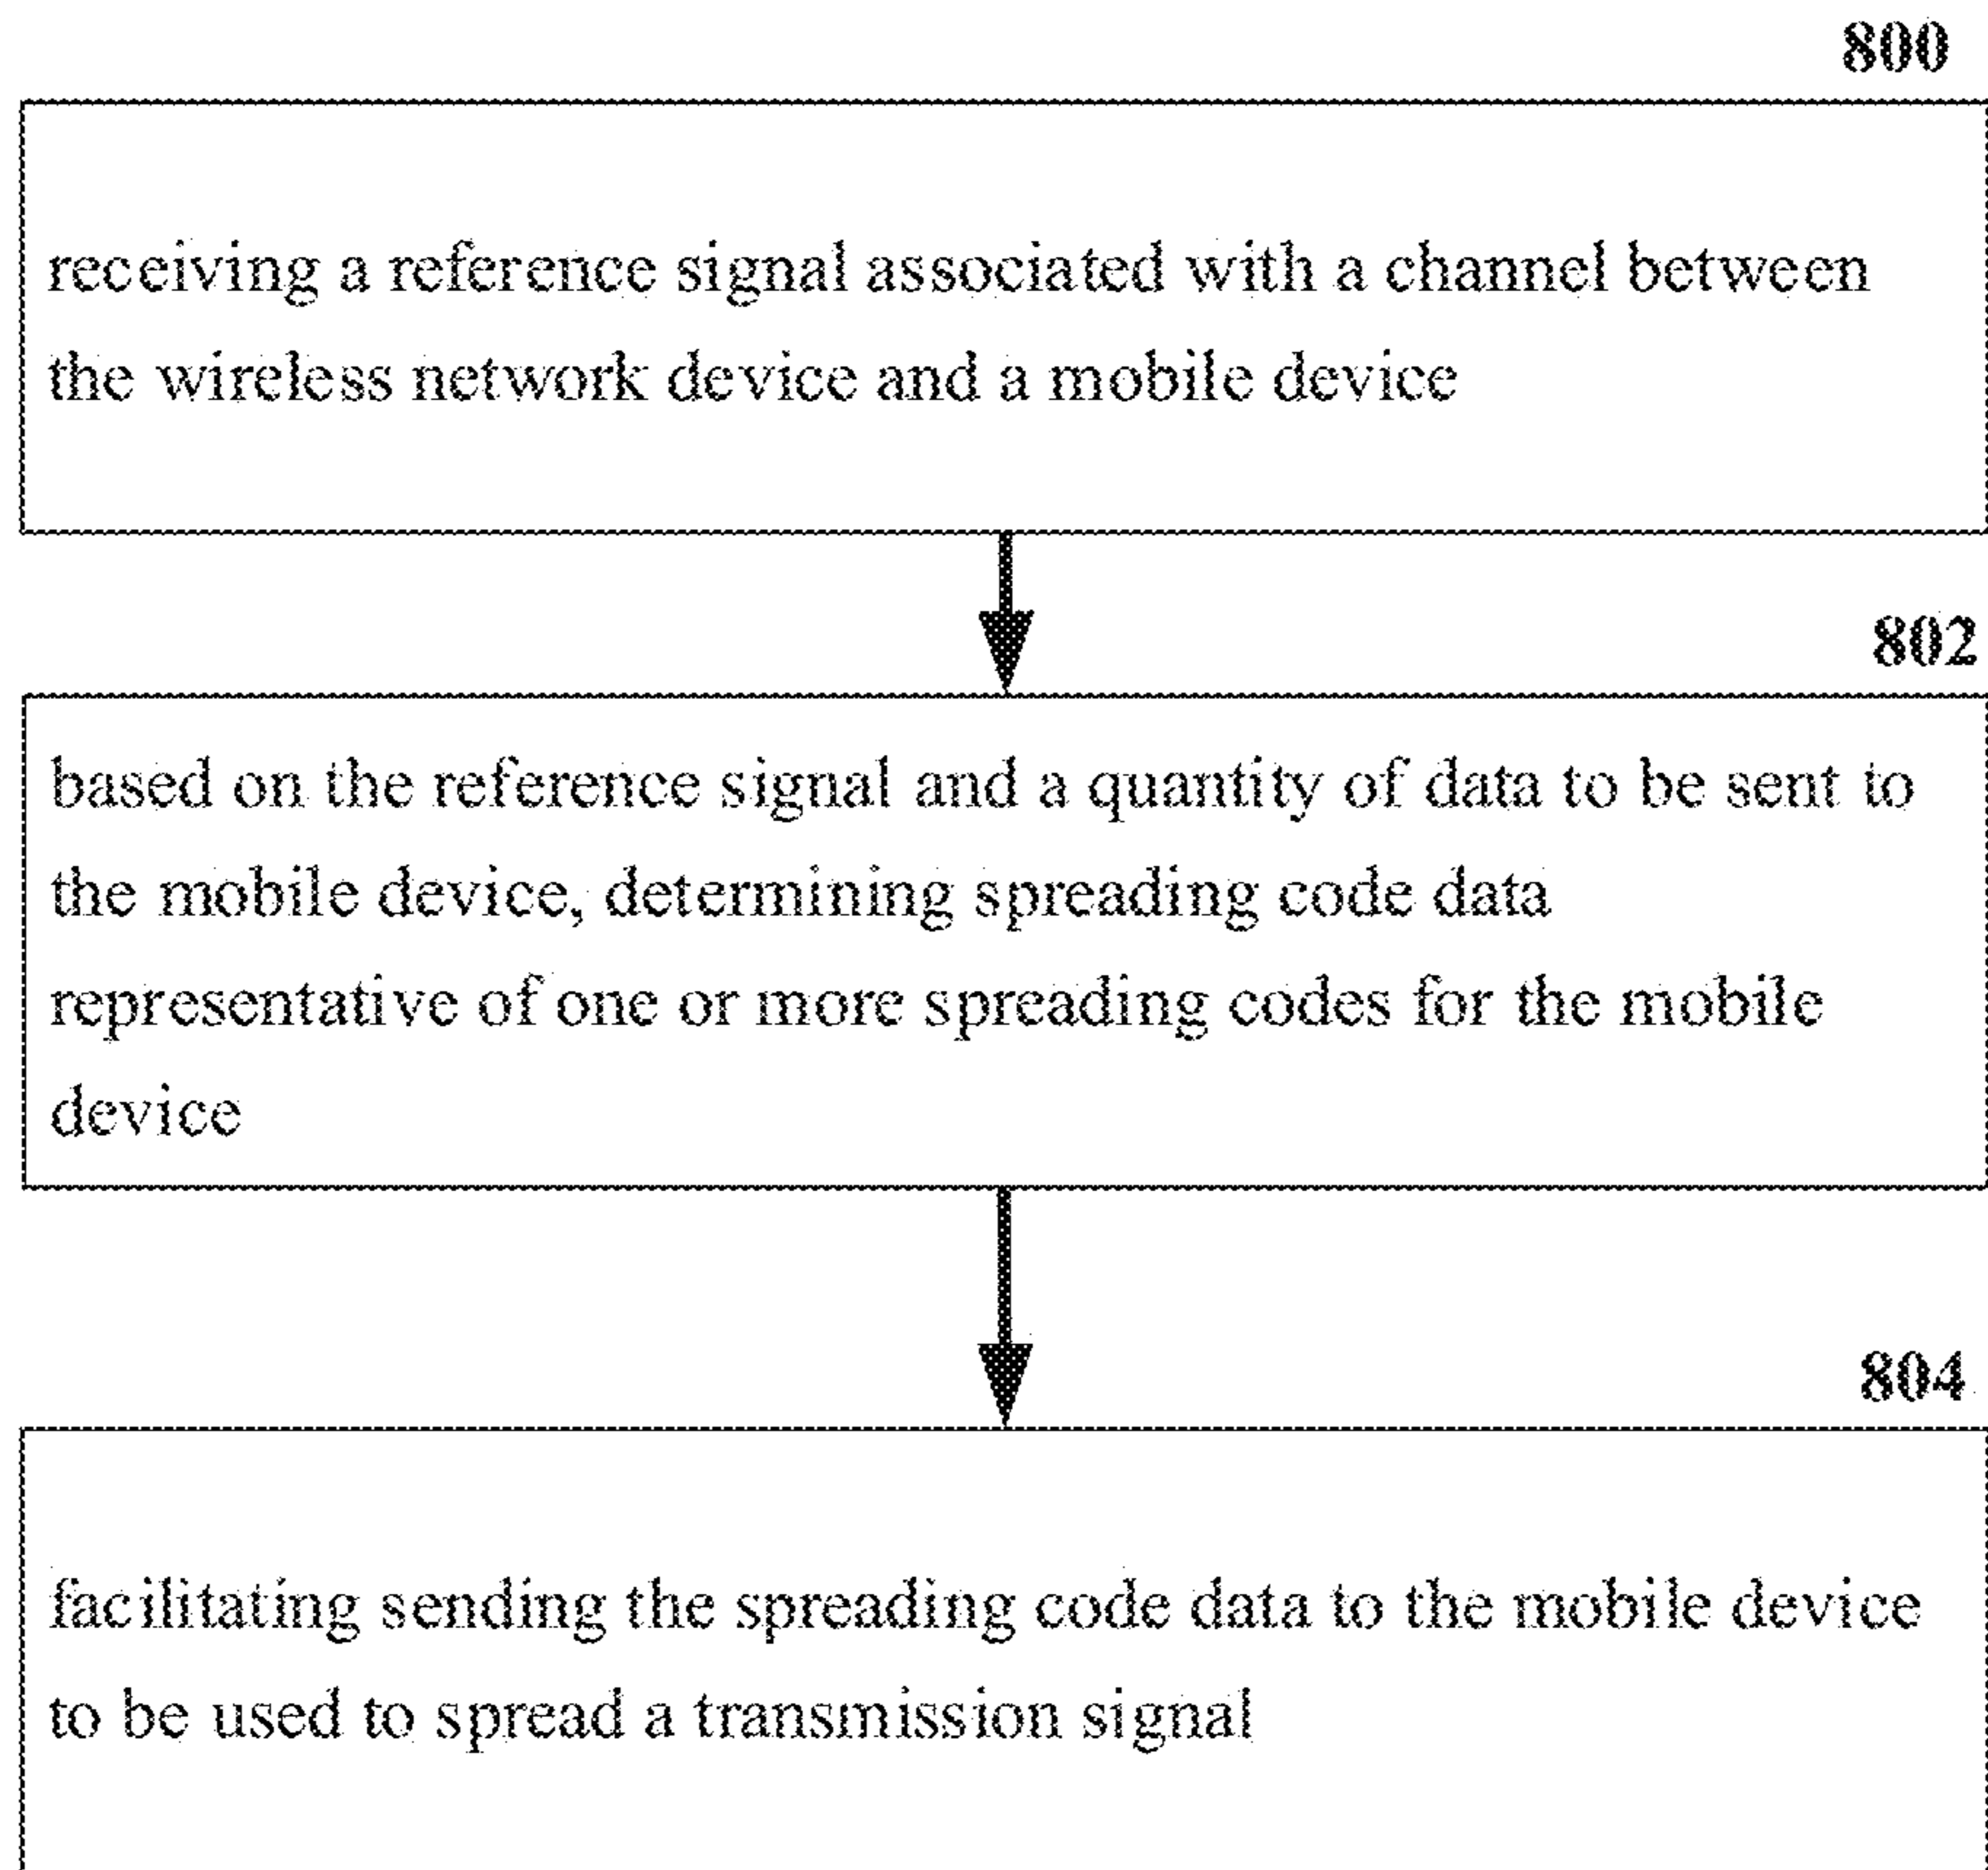 800
receiving a reference signal associated with a channel between
the wireless network device and a mobile device
802
based on the reference signal and a quantity of data to be sent to
the mobile device, determining spreading code data
representative of one or more spreading codes for the mobile
device
804
facilitating sending the spreading code data to the mobile device
to be used to spread a transmission signal